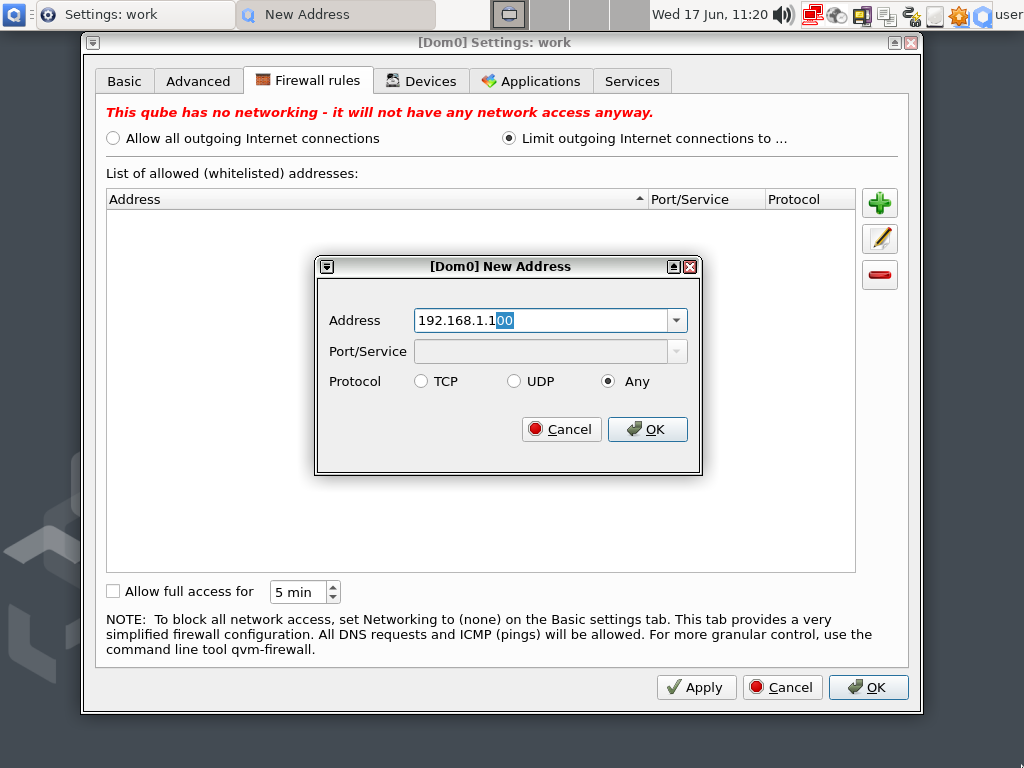 Settings: work
New Address
Wed 17 Jun, 11:20
user
[Dom0] Settings: work
Basic
Advanced
Firewall rules
Devices
Applications
Services
This qube has no networking - it will not have any network access anyway.
Allow all outgoing Internet connections
Limit outgoing Internet connections to ...
List of allowed (whitelisted) addresses:
Address
Port/Service
Protocol
[Dom0] New Address
Address
192.168.1.100
Port/Service
Protocol
TCP
UDP
Any
Cancel
OK
Allow full access for
5 min
NOTE:  To block all network access, set Networking to (none) on the Basic settings tab. This tab provides a very
simplified firewall configuration. All DNS requests and ICMP (pings) will be allowed. For more granular control, use the
command line tool qvm-firewall.
Apply
Cancel
OK